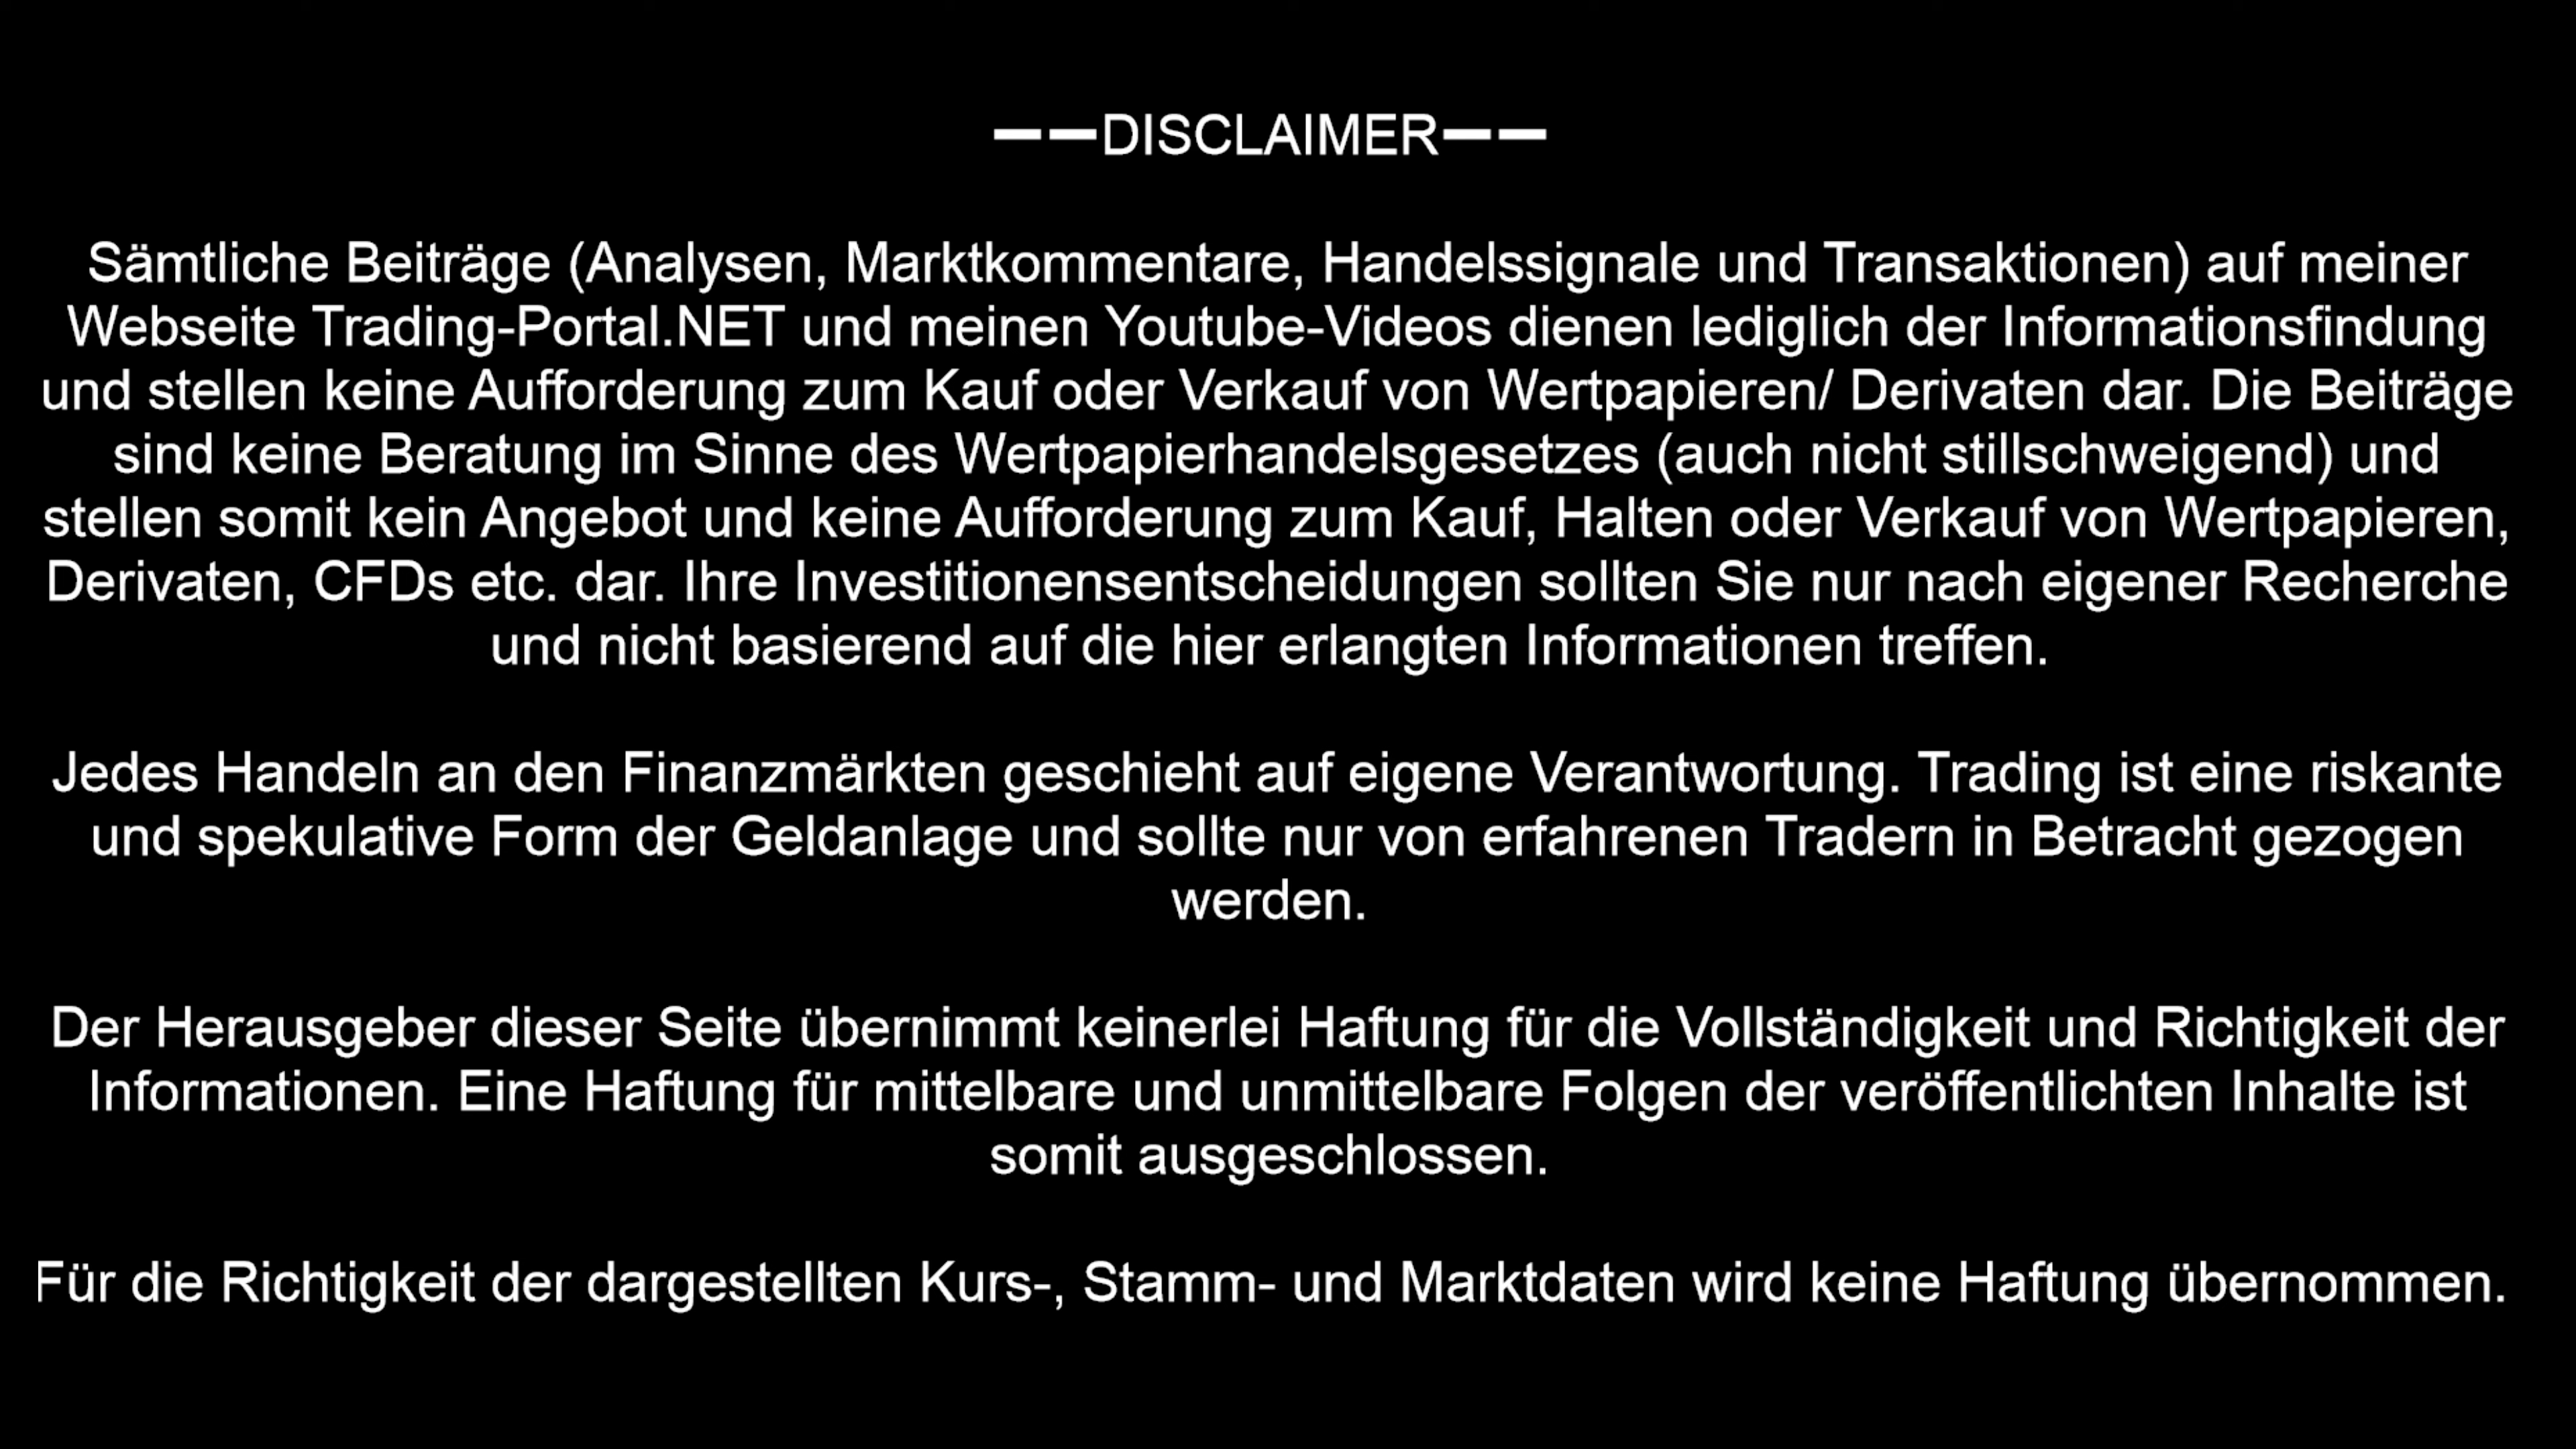 ——DISCLAIMER——
Sämtliche Beiträge (Analysen, Marktkommentare, Handelssignale und Transaktionen) auf meiner
Webseite Trading-Portal.NET und meinen Youtube-Videos dienen lediglich der Informationsfindung
und stellen keine Aufforderung zum Kauf oder Verkauf von Wertpapieren/ Derivaten dar. Die Beiträge
sind keine Beratung im Sinne des Wertpapierhandelsgesetzes (auch nicht stillschweigend) und
stellen somit kein Angebot und keine Aufforderung zum Kauf, Halten oder Verkauf von Wertpapieren,
Derivaten, CFDs etc. dar. Ihre Investitionensentscheidungen sollten Sie nur nach eigener Recherche
und nicht basierend auf die hier erlangten Informationen treffen.
Jedes Handeln an den Finanzmärkten geschieht auf eigene Verantwortung. Trading ist eine riskante
und spekulative Form der Geldanlage und sollte nur von erfahrenen Tradern in Betracht gezogen
werden.
Der Herausgeber dieser Seite übernimmt keinerlei Haftung für die Vollständigkeit und Richtigkeit der
Informationen. Eine Haftung für mittelbare und unmittelbare Folgen der veröffentlichten Inhalte ist
somit ausgeschlossen.
Für die Richtigkeit der dargestellten Kurs-, Stamm- und Marktdaten wird keine Haftung übernommen.